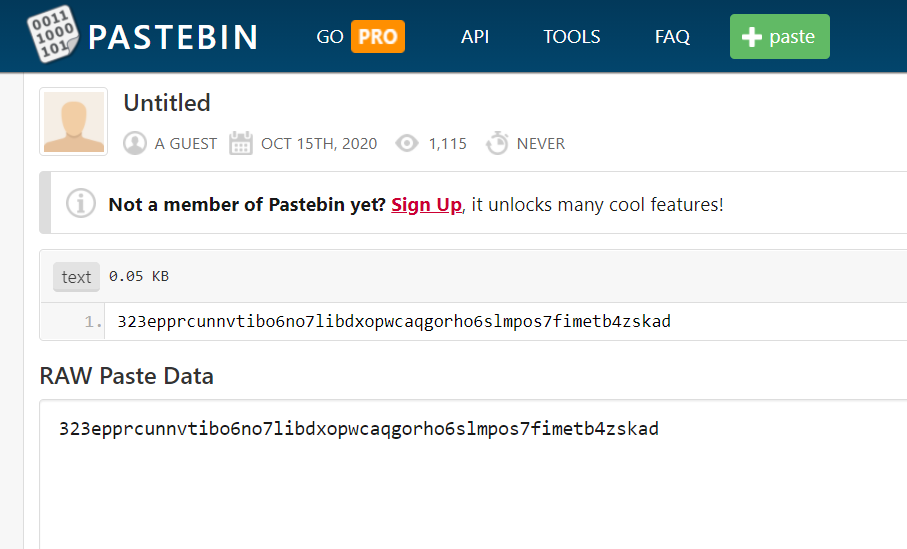 0011
1000
101
PASTEBIN
GO PRO API TOOLS FAQ + paste
Untitled
A GUEST OCT 15TH, 2020 1,115 NEVER
Not a member of Pastebin yet? Sign Up, it unlocks many cool features!
text 0.05 KB
1. 323epprcunnvtibo6no7libdxopwcaqgorho6slmpos7fimetb4zskad
RAW Paste Data
323epprcunnvtibo6no7libdxopwcaqgorho6slmpos7fimetb4zskad